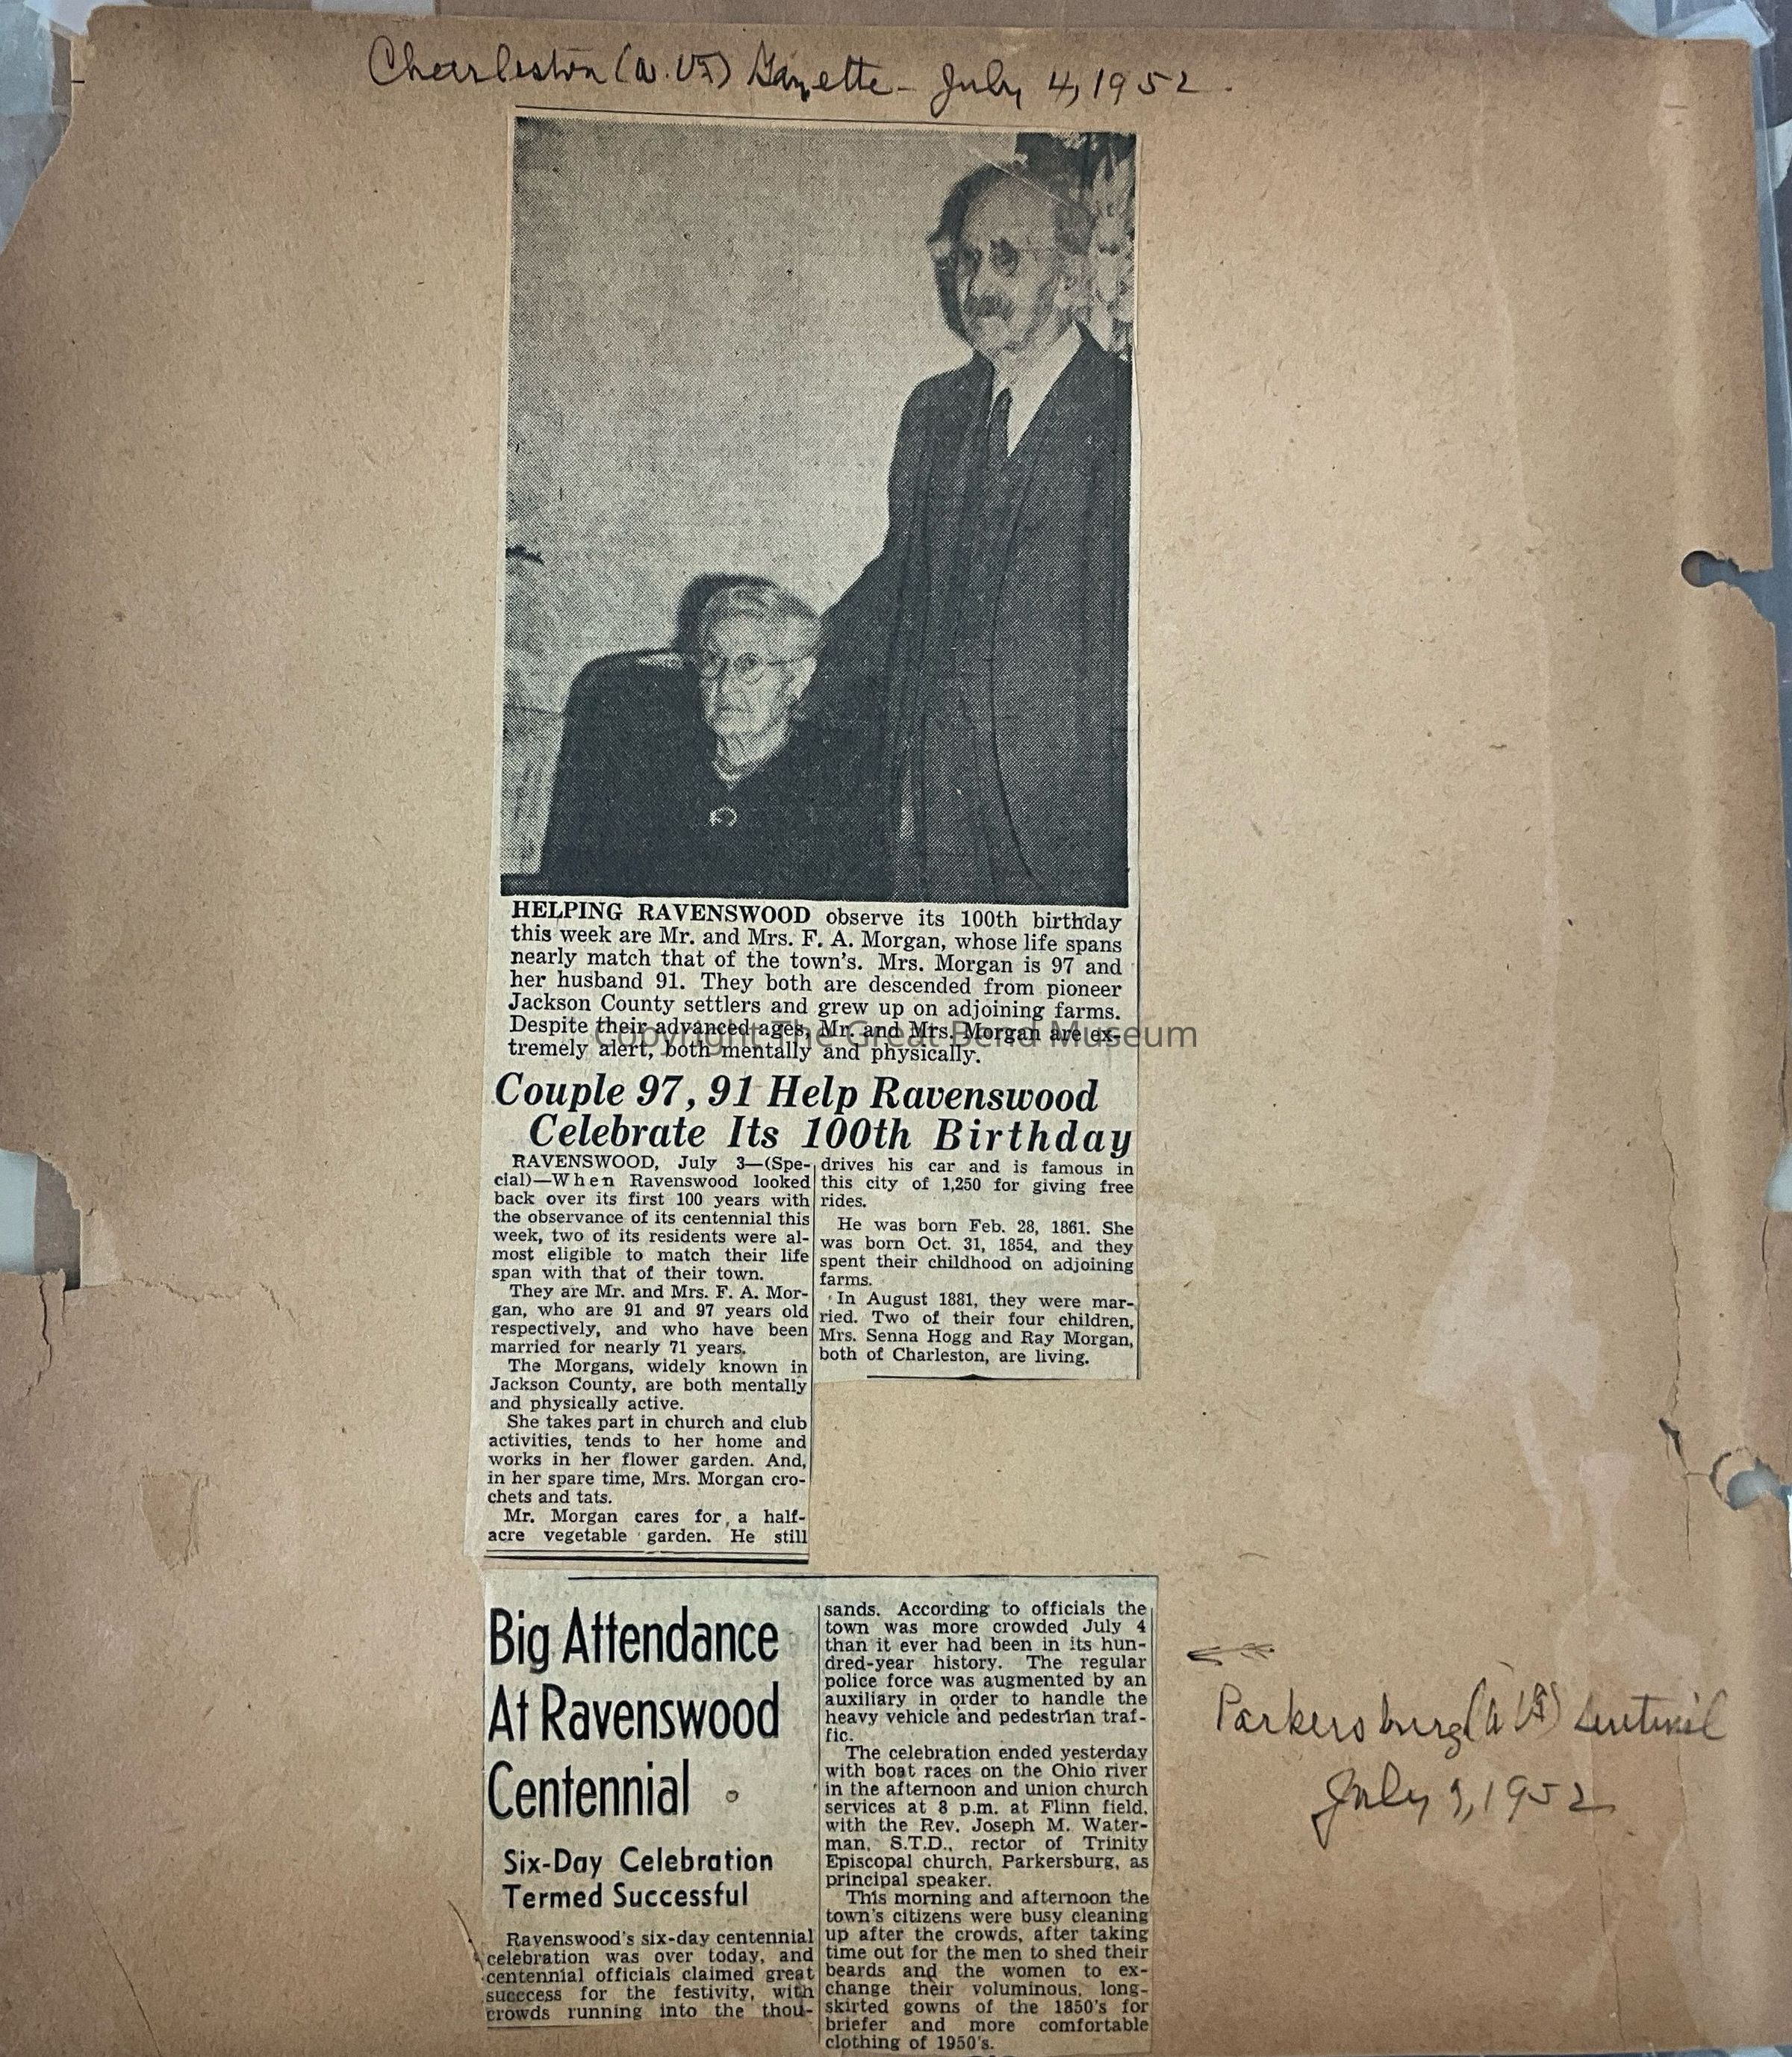 Charleston (W. Va) Gazette - July 4, 1952.
HELPING RAVENSWOOD observe its 100th birthday
this week are Mr. and Mrs. F. A. Morgan, whose life spans
nearly match that of the town's. Mrs. Morgan is 97 and
her husband 91. They both are descended from pioneer
Jackson County settlers and grew up on adjoining farms.
Despite their advanced ages, Mr. and Mrs. Morgan are ex-
tremely alert, both mentally and physically.
Copyright The Great Bend Museum
Couple 97, 91 Help Ravenswood
Celebrate Its 100th Birthday
RAVENSWOOD, July 3—(Spe-
cial)—When Ravenswood looked
back over its first 100 years with
the observance of its centennial this
week, two of its residents were al-
most eligible to match their life
span with that of their town.
They are Mr. and Mrs. F. A. Mor-
gan, who are 91 and 97 years old
respectively, and who have been
married for nearly 71 years.
The Morgans, widely known in
Jackson County, are both mentally
and physically active.
She takes part in church and club
activities, tends to her home and
works in her flower garden. And,
in her spare time, Mrs. Morgan cro-
chets and tats.
Mr. Morgan cares for a half-
acre vegetable garden. He still
drives his car and is famous in
this city of 1,250 for giving free
rides.
He was born Feb. 28, 1861. She
was born Oct. 31, 1854, and they
spent their childhood on adjoining
farms.
In August 1881, they were mar-
ried. Two of their four children,
Mrs. Senna Hogg and Ray Morgan,
both of Charleston, are living.
Big Attendance
At Ravenswood
Centennial
Six-Day Celebration
Termed Successful
Ravenswood's six-day centennial
celebration was over today, and
centennial officials claimed great
succcess for the festivity, with
crowds running into the thou-
sands. According to officials the
town was more crowded July 4
than it ever had been in its hun-
dred-year history. The regular
police force was augmented by an
auxiliary in order to handle the
heavy vehicle and pedestrian traf-
fic.
The celebration ended yesterday
with boat races on the Ohio river
in the afternoon and union church
services at 8 p.m. at Flinn field,
with the Rev. Joseph M. Water-
man, S.T.D., rector of Trinity
Episcopal church, Parkersburg, as
principal speaker.
This morning and afternoon the
town's citizens were busy cleaning
up after the crowds, after taking
time out for the men to shed their
beards and the women to ex-
change their voluminous, long-
skirted gowns of the 1850's for
briefer and more comfortable
clothing of 1950's.
Parkersburg (W Va) Sentinel
July 9, 1952